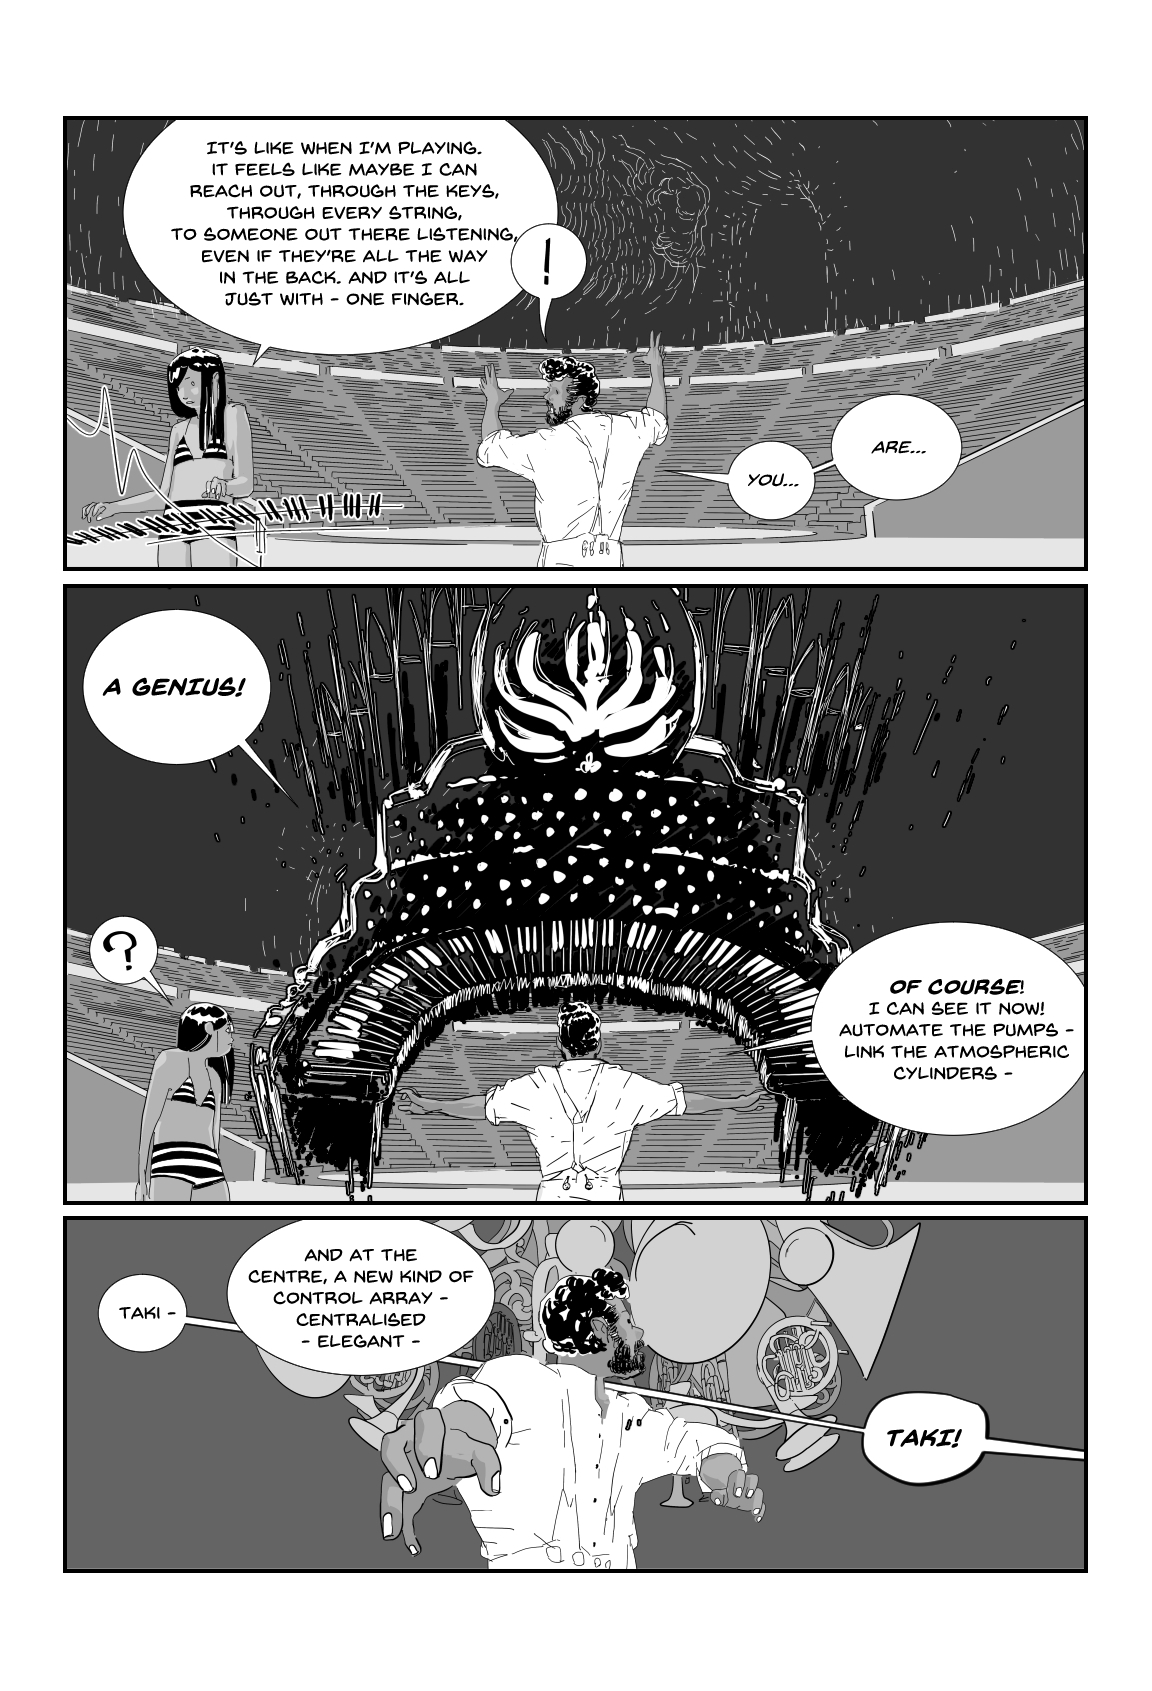 IT'S LIKE WHEN I'M PLAYING.
IT FEELS LIKE MAYBE I CAN
REACH OUT, THROUGH THE KEYS,
THROUGH EVERY STRING,
TO SOMEONE OUT THERE LISTENING,
EVEN IF THEY'RE ALL THE WAY
IN THE BACK. AND IT'S ALL
JUST WITH - ONE FINGER.
!
YOU...
ARE...
A GENIUS!
?
OF COURSE!
I CAN SEE IT NOW!
AUTOMATE THE PUMPS -
LINK THE ATMOSPHERIC
CYLINDERS -
TAKI -
AND AT THE
CENTRE, A NEW KIND OF
CONTROL ARRAY -
CENTRALISED
- ELEGANT -
TAKI!